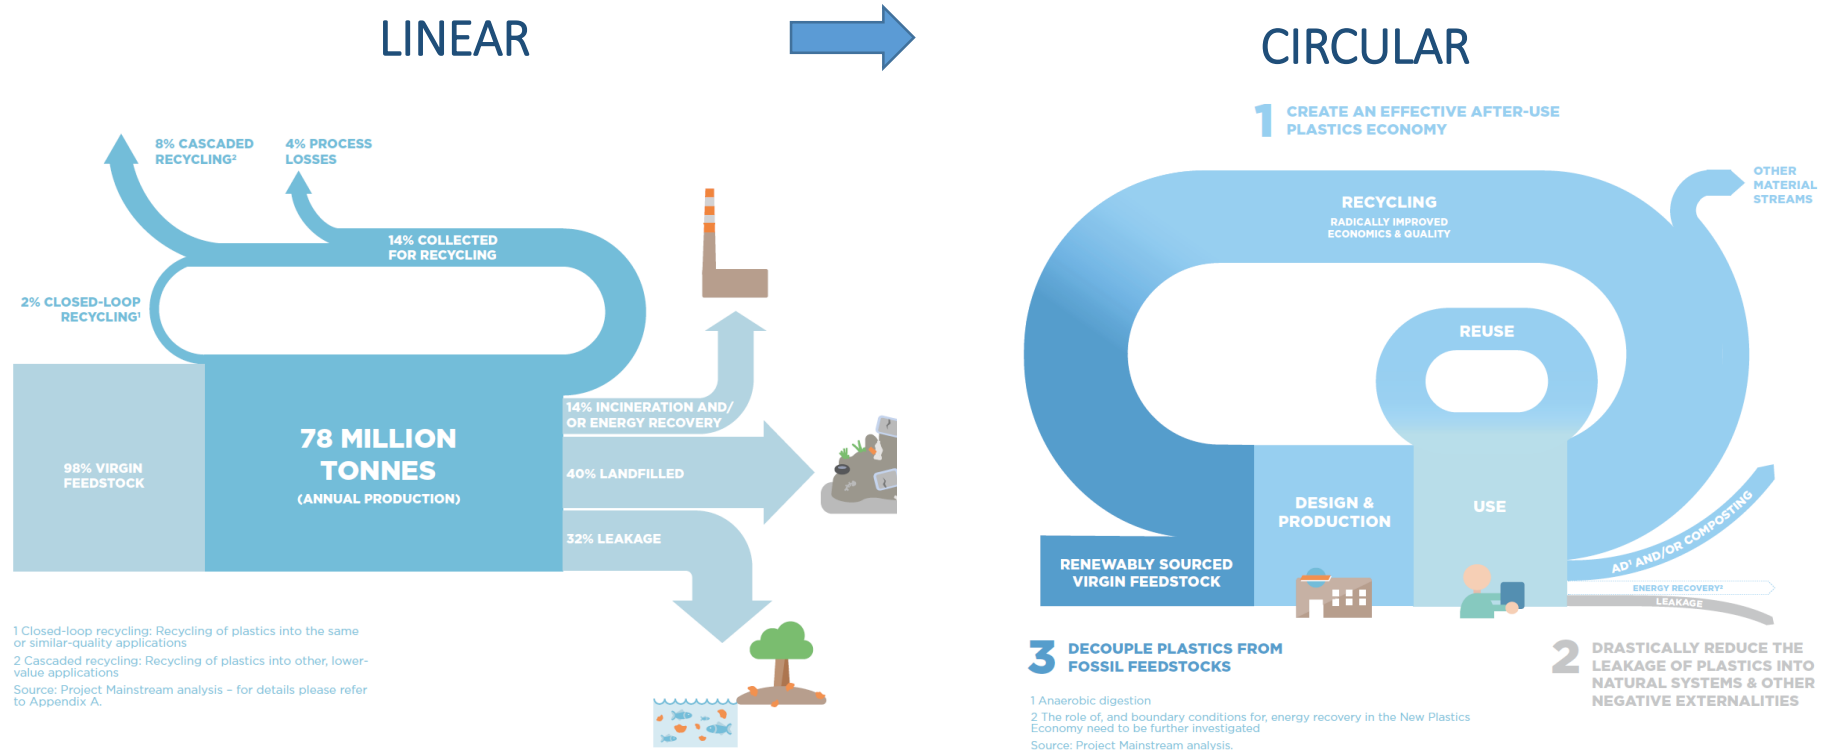 LINEAR
8% CASCADED
RECYCLING²
4% PROCESS
LOSSES
14% COLLECTED
FOR RECYCLING
2% CLOSED-LOOP
RECYCLING¹
98% VIRGIN
FEEDSTOCK
78 MILLION
TONNES
(ANNUAL PRODUCTION)
14% INCINERATION AND/
OR ENERGY RECOVERY
40% LANDFILLED
32% LEAKAGE
1 Closed-loop recycling: Recycling of plastics into the same
or similar-quality applications
2 Cascaded recycling: Recycling of plastics into other, lower-
value applications
Source: Project Mainstream analysis – for details please refer
to Appendix A.
CIRCULAR
1 CREATE AN EFFECTIVE AFTER-USE
PLASTICS ECONOMY
OTHER
MATERIAL
STREAMS
RECYCLING
RADICALLY IMPROVED
ECONOMICS & QUALITY
REUSE
DESIGN &
PRODUCTION
USE
RENEWABLY SOURCED
VIRGIN FEEDSTOCK
AD¹ AND/OR COMPOSTING
ENERGY RECOVERY²
LEAKAGE
3 DECOUPLE PLASTICS FROM
FOSSIL FEEDSTOCKS
2 DRASTICALLY REDUCE THE
LEAKAGE OF PLASTICS INTO
NATURAL SYSTEMS & OTHER
NEGATIVE EXTERNALITIES
1 Anaerobic digestion
2 The role of, and boundary conditions for, energy recovery in the New Plastics
Economy need to be further investigated
Source: Project Mainstream analysis.